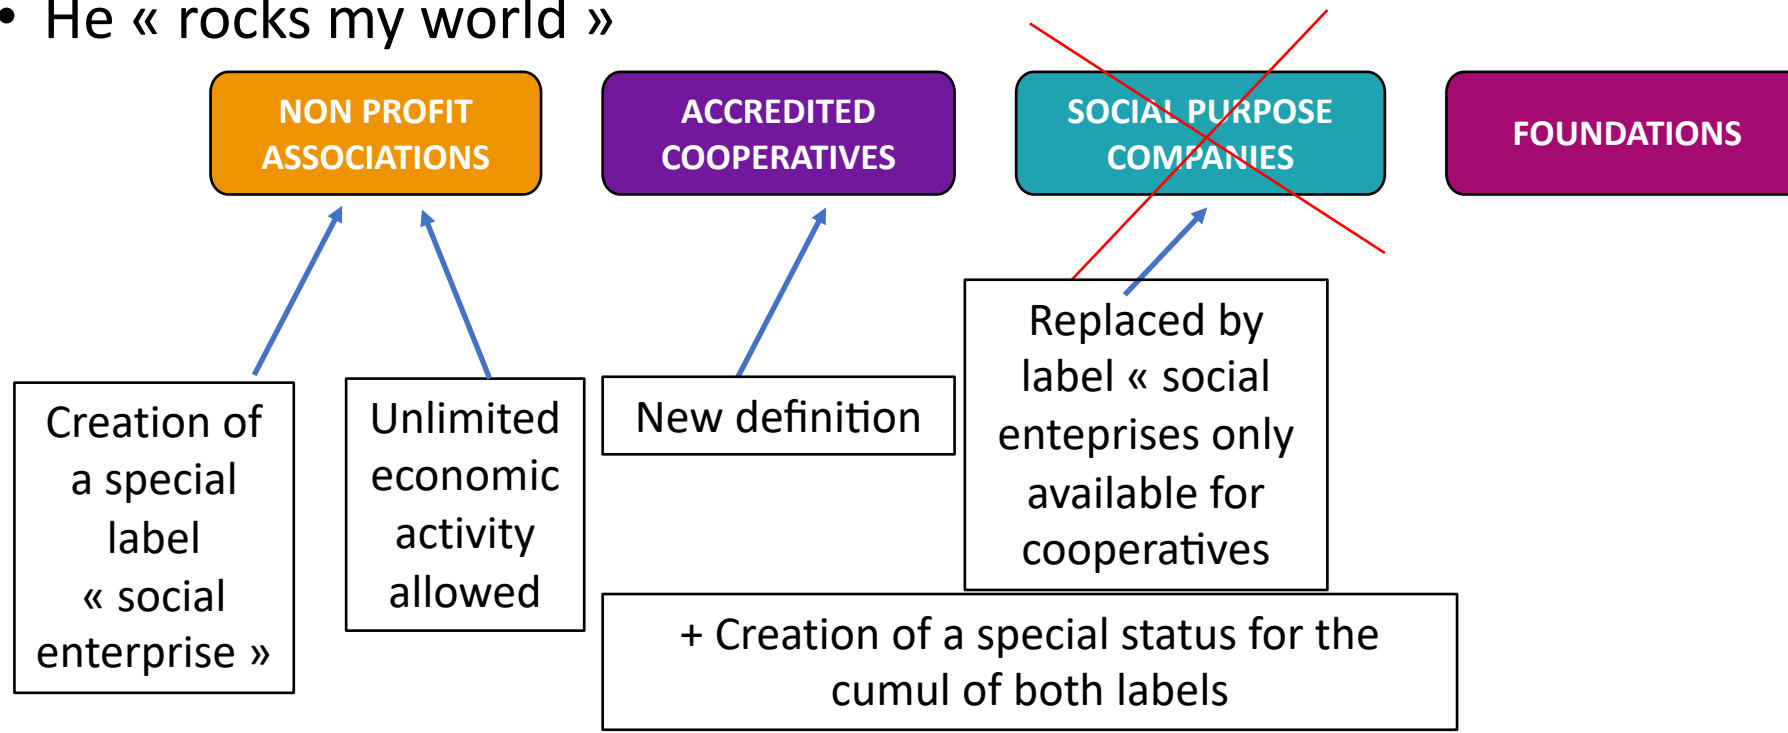 • He « rocks my world »
NON PROFIT
ASSOCIATIONS
ACCREDITED
COOPERATIVES
SOCIAL PURPOSE
COMPANIES
FOUNDATIONS
Creation of
a special
label
« social
enterprise »
Unlimited
economic
activity
allowed
New definition
Replaced by
label « social
enteprises only
available for
cooperatives
+ Creation of a special status for the
cumul of both labels